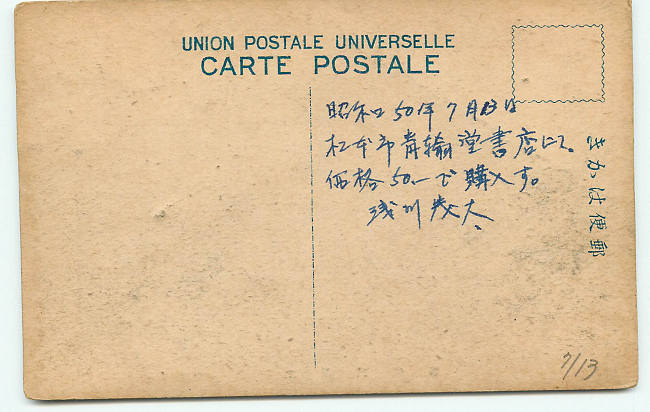 UNION POSTALE UNIVERSELLE
CARTE POSTALE
郵便はかき
昭和50年7月13日
松本市青翰堂書店にて。
価格50.―で購入す。
浅川
7/13